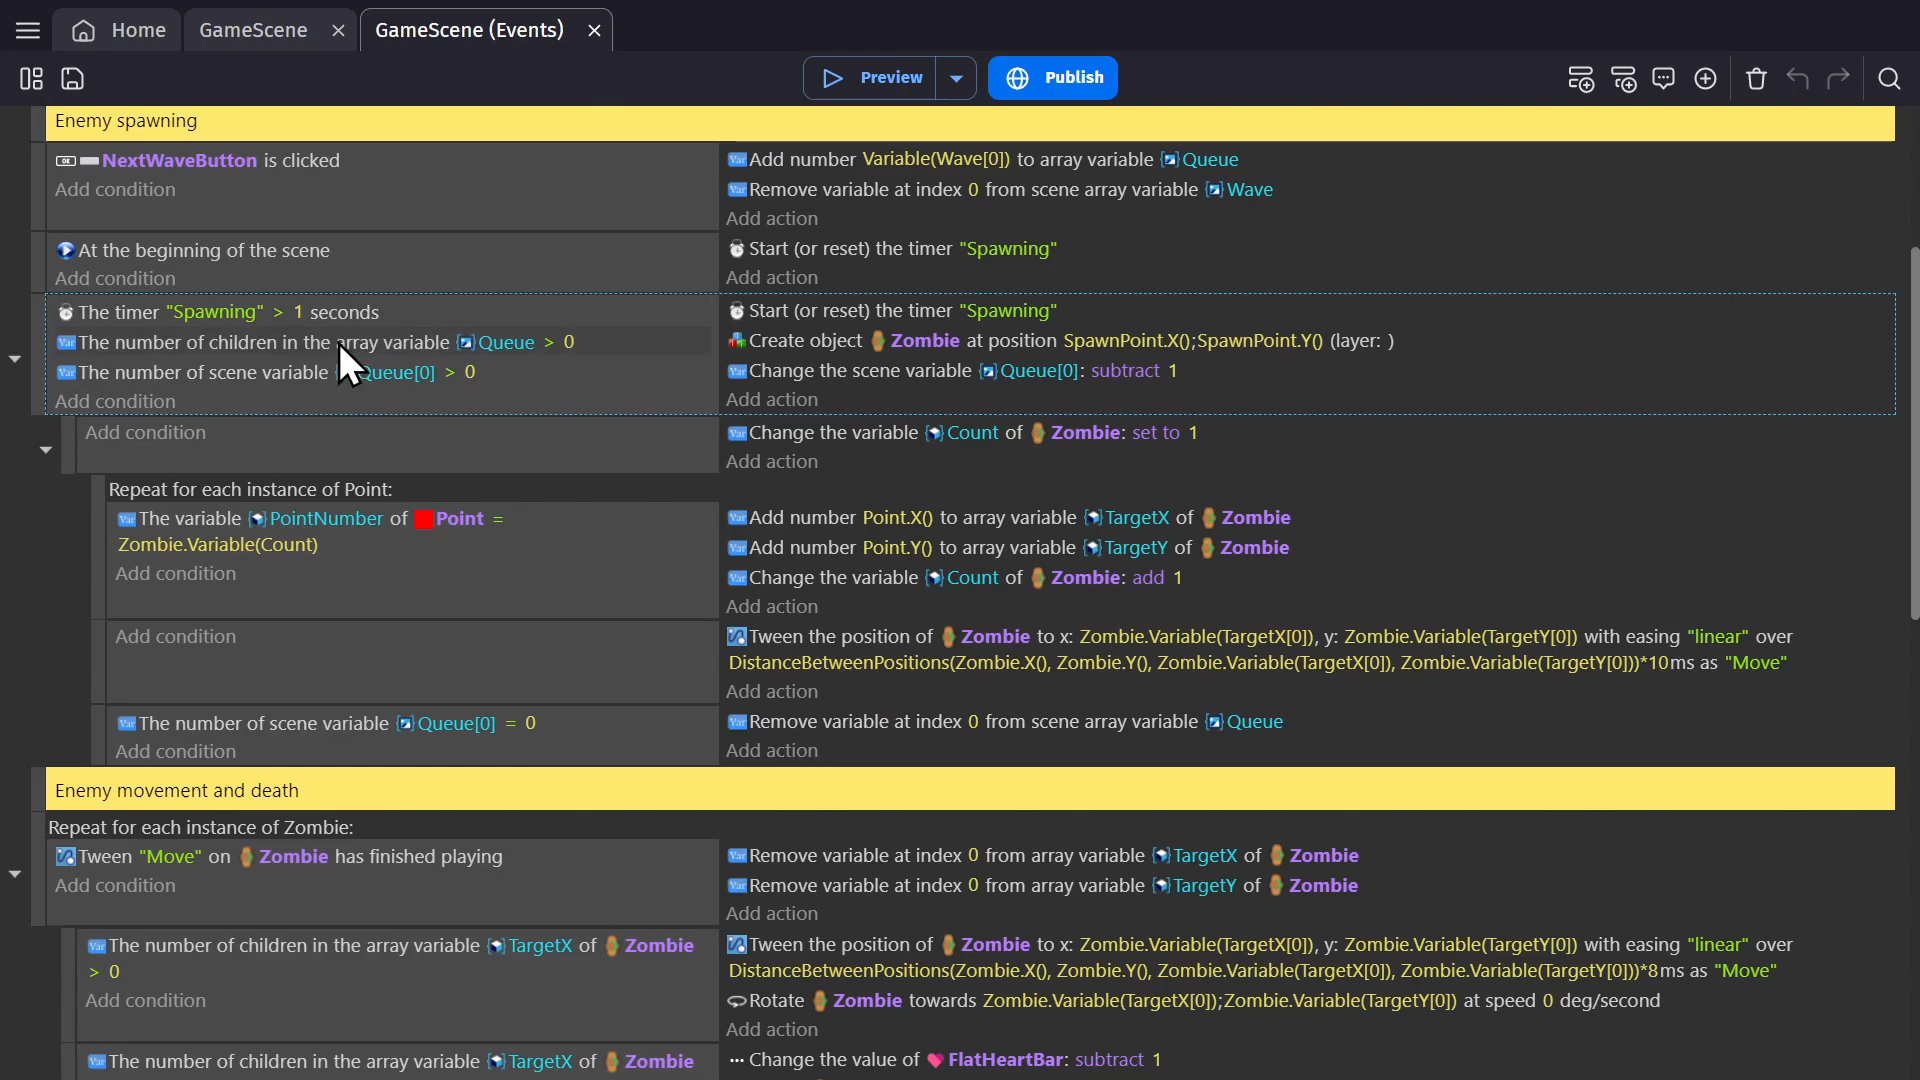 Home
GameScene
GameScene (Events)
Preview
Publish
Enemy spawning
NextWaveButton is clicked
Add condition
Add number Variable(Wave[0]) to array variable Queue
Remove variable at index 0 from scene array variable Wave
Add action
At the beginning of the scene
Add condition
Start (or reset) the timer "Spawning"
Add action
The timer "Spawning" > 1 seconds
The number of children in the array variable Queue > 0
The number of scene variable Queue[0] > 0
Add condition
Start (or reset) the timer "Spawning"
Create object Zombie at position SpawnPoint.X();SpawnPoint.Y() (layer: )
Change the scene variable Queue[0]: subtract 1
Add action
Add condition
Change the variable Count of Zombie: set to 1
Add action
Repeat for each instance of Point:
The variable PointNumber of Point =
Zombie.Variable(Count)
Add condition
Add number Point.X() to array variable TargetX of Zombie
Add number Point.Y() to array variable TargetY of Zombie
Change the variable Count of Zombie: add 1
Add action
Add condition
Tween the position of Zombie to x: Zombie.Variable(TargetX[0]), y: Zombie.Variable(TargetY[0]) with easing "linear" over
DistanceBetweenPositions(Zombie.X(), Zombie.Y(), Zombie.Variable(TargetX[0]), Zombie.Variable(TargetY[0]))*10ms as "Move"
Add action
The number of scene variable Queue[0] = 0
Add condition
Remove variable at index 0 from scene array variable Queue
Add action
Enemy movement and death
Repeat for each instance of Zombie:
Tween "Move" on Zombie has finished playing
Add condition
Remove variable at index 0 from array variable TargetX of Zombie
Remove variable at index 0 from array variable TargetY of Zombie
Add action
The number of children in the array variable TargetX of Zombie
> 0
Add condition
Tween the position of Zombie to x: Zombie.Variable(TargetX[0]), y: Zombie.Variable(TargetY[0]) with easing "linear" over
DistanceBetweenPositions(Zombie.X(), Zombie.Y(), Zombie.Variable(TargetX[0]), Zombie.Variable(TargetY[0]))*8ms as "Move"
Rotate Zombie towards Zombie.Variable(TargetX[0]);Zombie.Variable(TargetY[0]) at speed 0 deg/second
Add action
The number of children in the array variable TargetX of Zombie
Change the value of FlatHeartBar: subtract 1